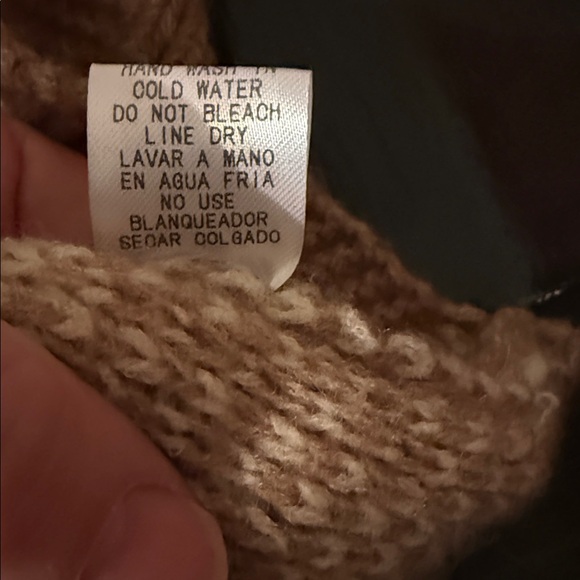 HAND WASH IN
COLD WATER
DO NOT BLEACH
LINE DRY
LAVAR A MANO
EN AGUA FRIA
NO USE
BLANQUEADOR
SECAR COLGADO